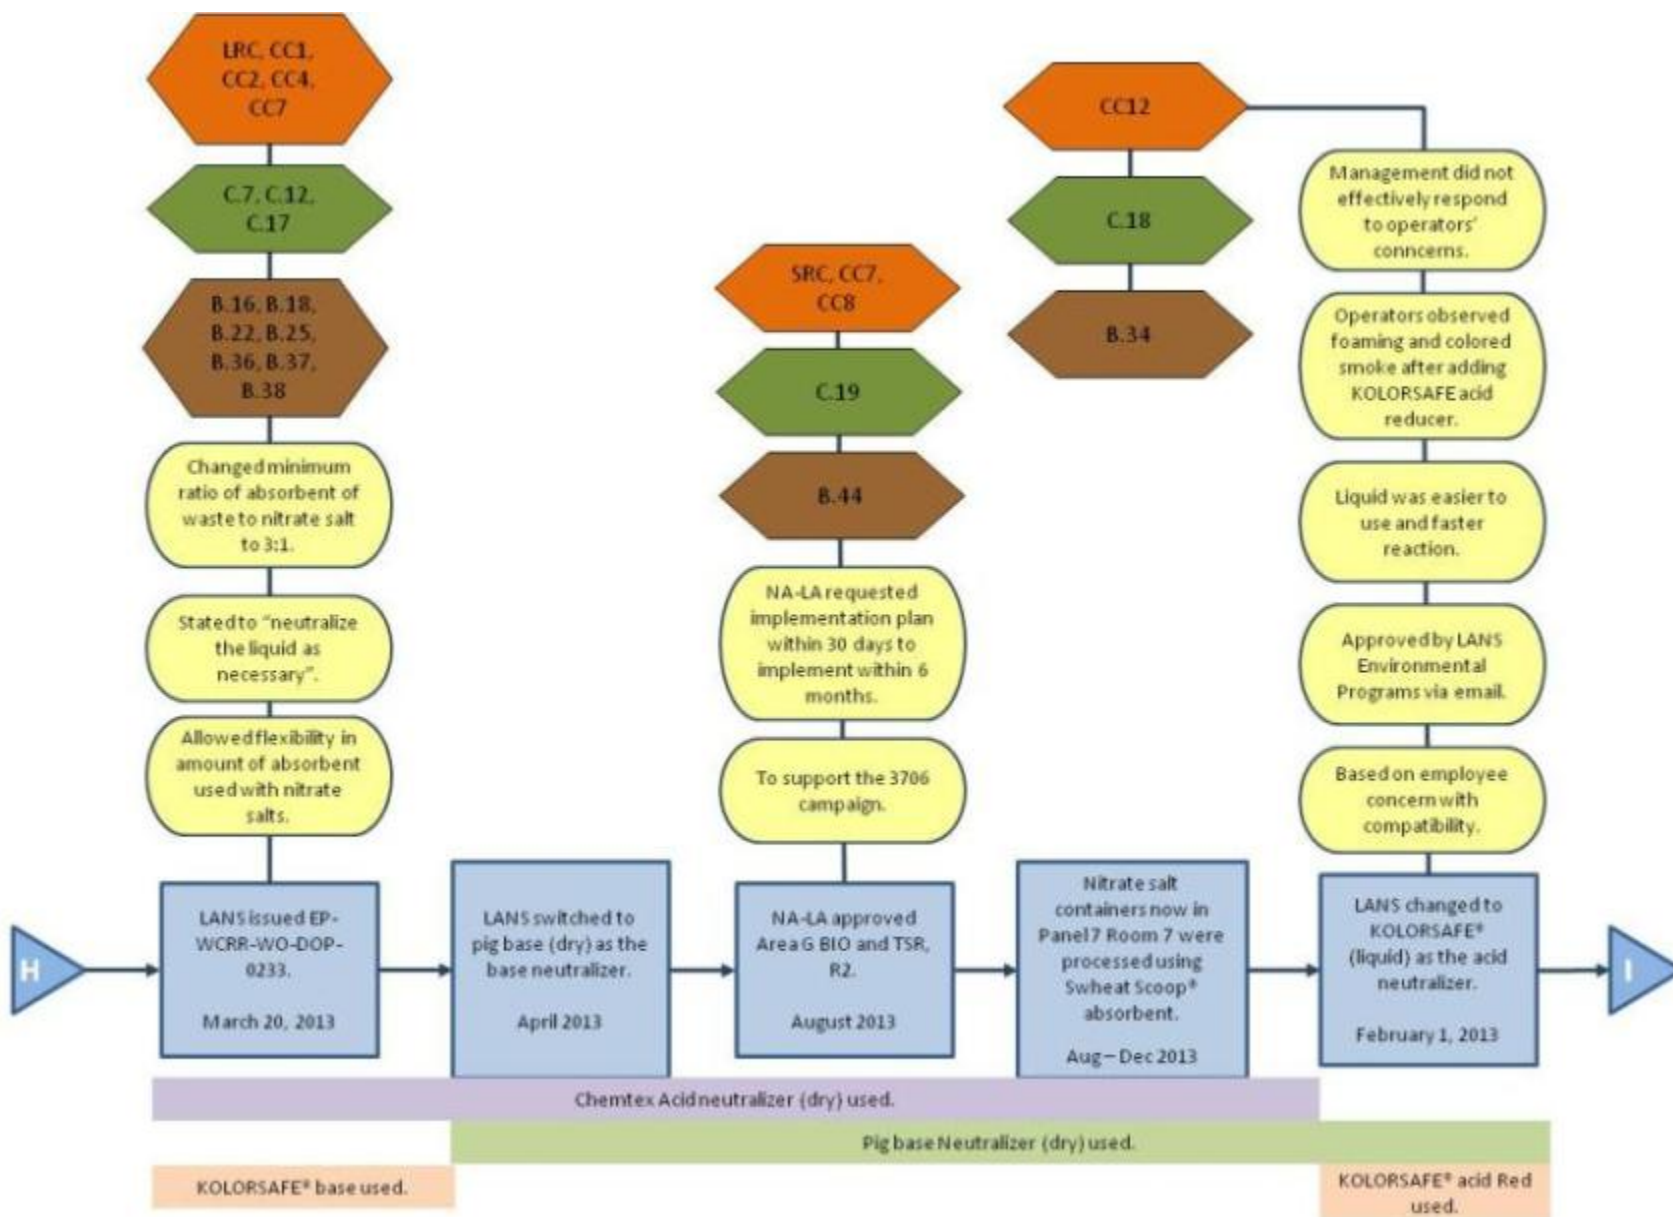 LRC, CC1,
CC2, CC4,
CC7
C.7, C.12,
C.17
B.16, B.18,
B.22, B.25,
B.36, B.37,
B.38
Changed minimum
ratio of absorbent of
waste to nitrate salt
to 3:1.
Stated to “neutralize
the liquid as
necessary”.
Allowed flexibility in
amount of absorbent
used with nitrate
salts.
SRC, CC7,
CC8
C.19
B.44
NA-LA requested
implementation plan
within 30 days to
implement within 6
months.
To support the 3706
campaign.
CC12
C.18
B.34
Management did not
effectively respond
to operators’
conncerns.
Operators observed
foaming and colored
smoke after adding
KOLORSAFE acid
reducer.
Liquid was easier to
use and faster
reaction.
Approved by LANS
Environmental
Programs via email.
Based on employee
concern with
compatibility.
H
LANS issued EP-
WCRR-WO-DOP-
0233.
March 20, 2013
LANS switched to
pig base (dry) as the
base neutralizer.
April 2013
NA-LA approved
Area G BIO and TSR,
R2.
August 2013
Nitrate salt
containers now in
Panel 7 Room 7 were
processed using
Swheat Scoop®
absorbent.
Aug – Dec 2013
LANS changed to
KOLORSAFE®
(liquid) as the acid
neutralizer.
February 1, 2013
I
Chemtex Acid neutralizer (dry) used.
Pig base Neutralizer (dry) used.
KOLORSAFE® base used.
KOLORSAFE® acid Red
used.